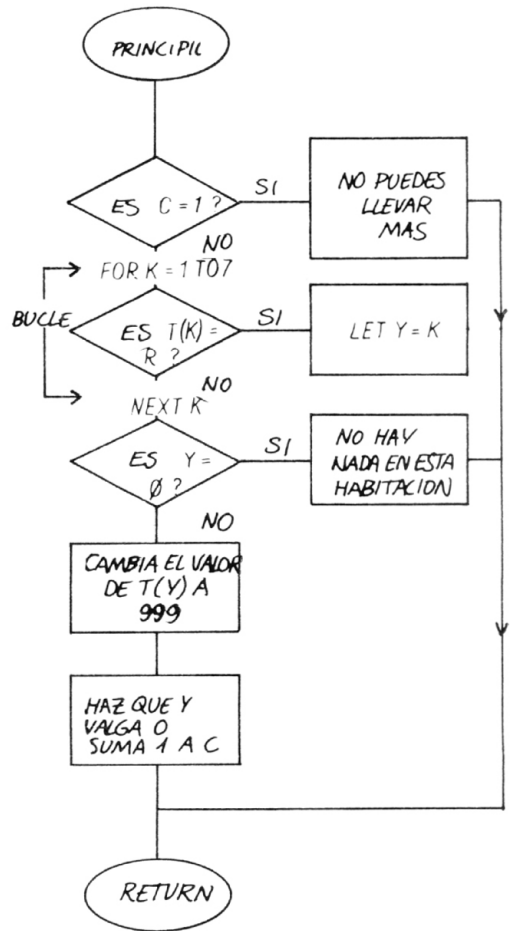 PRINCIPIL
ES C = 1 ?
SI
NO PUEDES
LLEVAR
MAS
NO
FOR K = 1 TO 7
BUCLE
ES T(K) =
R ?
SI
LET Y = K
NO
NEXT K
ES Y =
Ø ?
SI
NO HAY
NADA EN ESTA
HABITACION
NO
CAMBIA EL VALOR
DE T(Y) A
999
HAZ QUE Y
VALGA O
SUMA 1 A C
RETURN